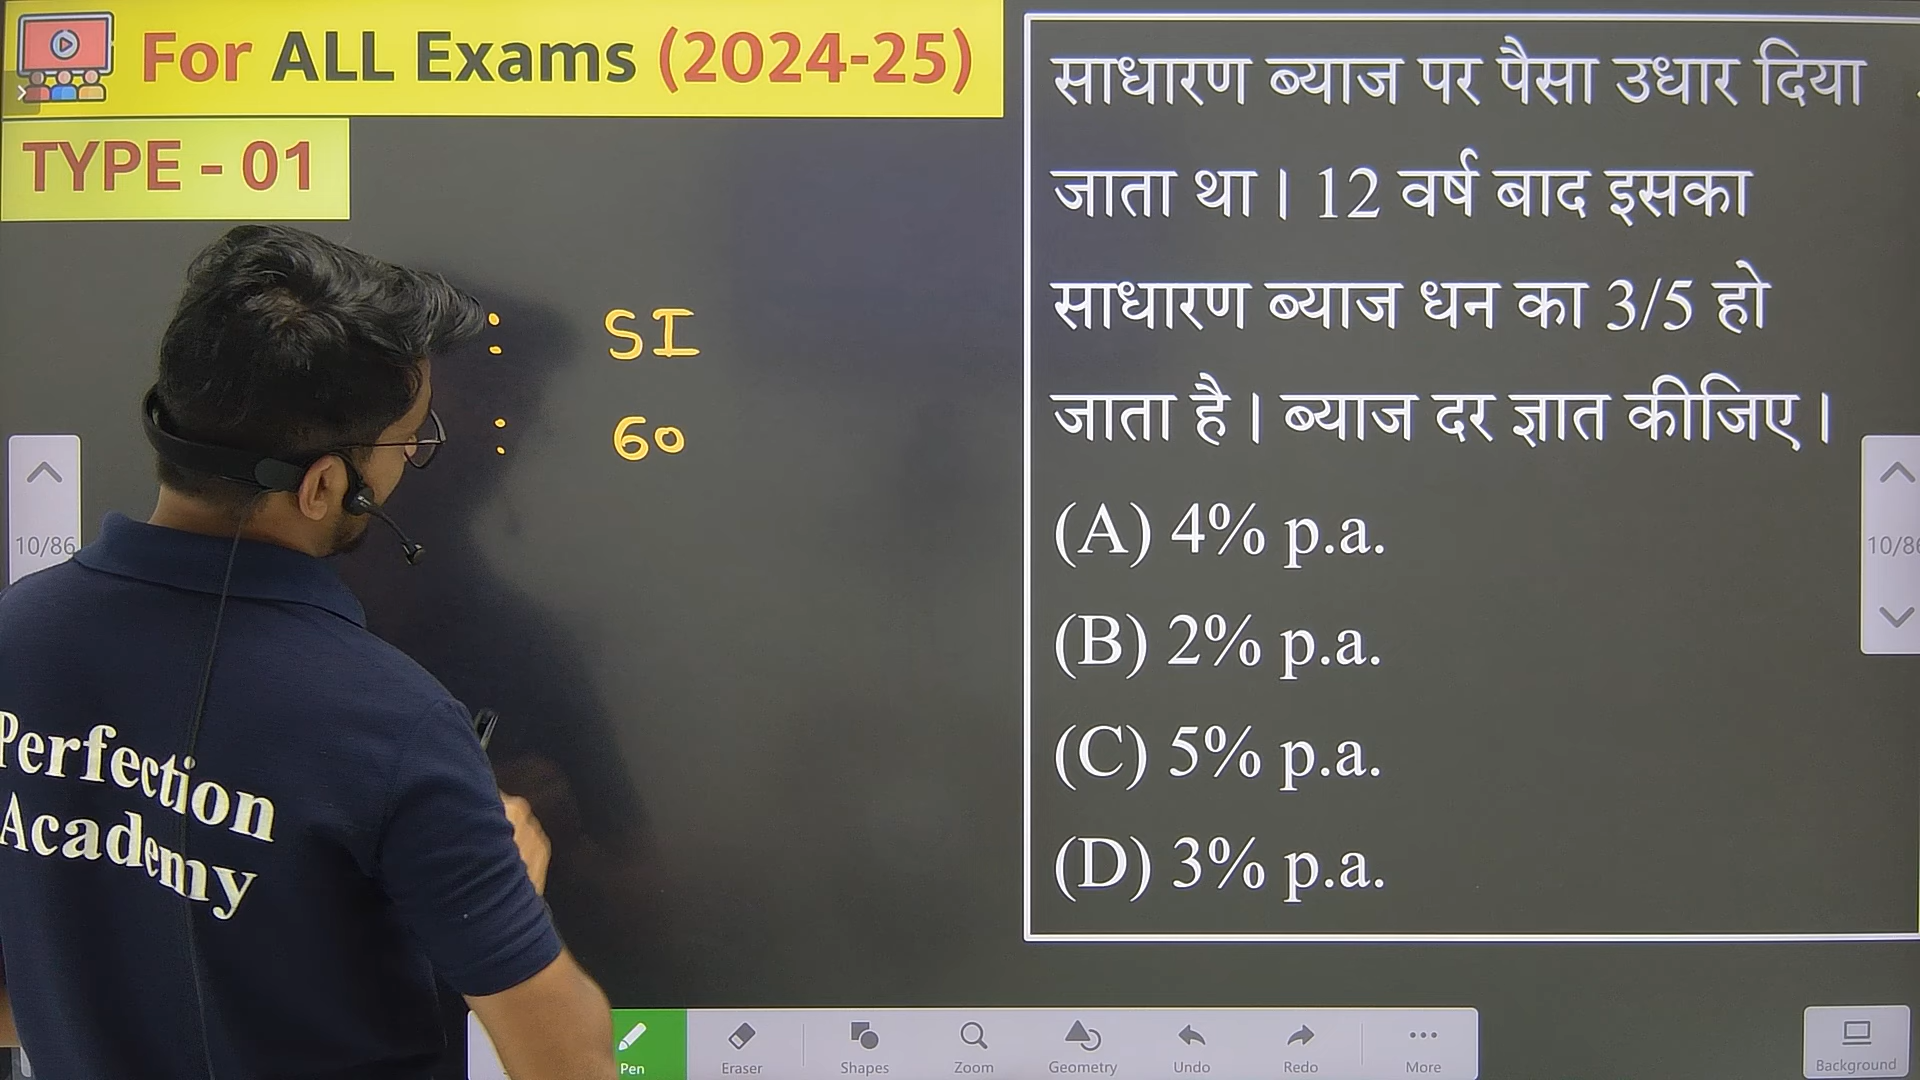 For ALL Exams (2024-25)
TYPE - 01
: SI
: 60
साधारण ब्याज पर पैसा उधार दिया
जाता था। 12 वर्ष बाद इसका
साधारण ब्याज धन का 3/5 हो
जाता है। ब्याज दर ज्ञात कीजिए।
(A) 4% p.a.
(B) 2% p.a.
(C) 5% p.a.
(D) 3% p.a.
10/86
10/86
Perfection
Academy
Pen
Eraser
Shapes
Zoom
Geometry
Undo
Redo
More
Background